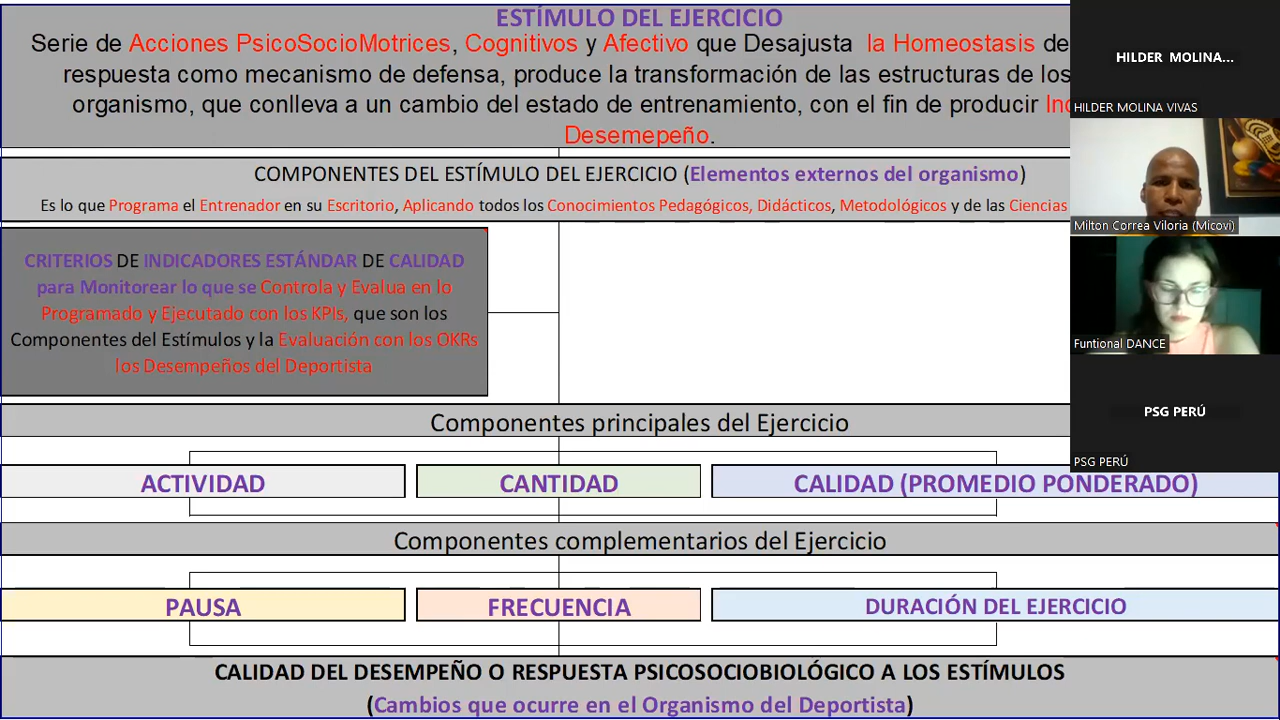 ESTÍMULO DEL EJERCICIO
Serie de Acciones PsicoSocioMotrices, Cognitivos y Afectivo que Desajusta la Homeostasis de
respuesta como mecanismo de defensa, produce la transformación de las estructuras de los
organismo, que conlleva a un cambio del estado de entrenamiento, con el fin de producir
Desemepeño.
COMPONENTES DEL ESTÍMULO DEL EJERCICIO (Elementos externos del organismo)
Es lo que Programa el Entrenador en su Escritorio, Aplicando todos los Conocimientos Pedagógicos, Didácticos, Metodológicos y de las Ciencias
CRITERIOS DE INDICADORES ESTÁNDAR DE CALIDAD
para Monitorear lo que se Controla y Evalua en lo
Programado y Ejecutado con los KPIs, que son los
Componentes del Estímulos y la Evaluación con los OKRs
los Desempeños del Deportista
Componentes principales del Ejercicio
ACTIVIDAD
CANTIDAD
CALIDAD (PROMEDIO PONDERADO)
Componentes complementarios del Ejercicio
PAUSA
FRECUENCIA
DURACIÓN DEL EJERCICIO
CALIDAD DEL DESEMPEÑO O RESPUESTA PSICOSOCIOBIOLÓGICO A LOS ESTÍMULOS
(Cambios que ocurre en el Organismo del Deportista)
HILDER MOLINA...
HILDER MOLINA VIVAS
Milton Correa Viloria (Micovi)
Funtional DANCE
PSG PERÚ
PSG PERÚ